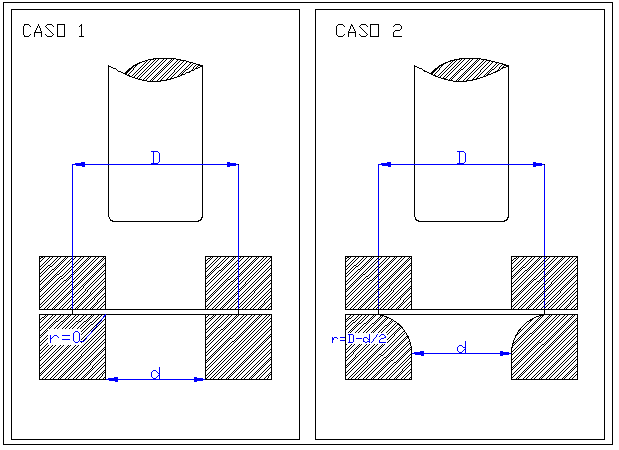 CASO 1
D
r=0
d
CASO 2
D
r=D-d/2
d